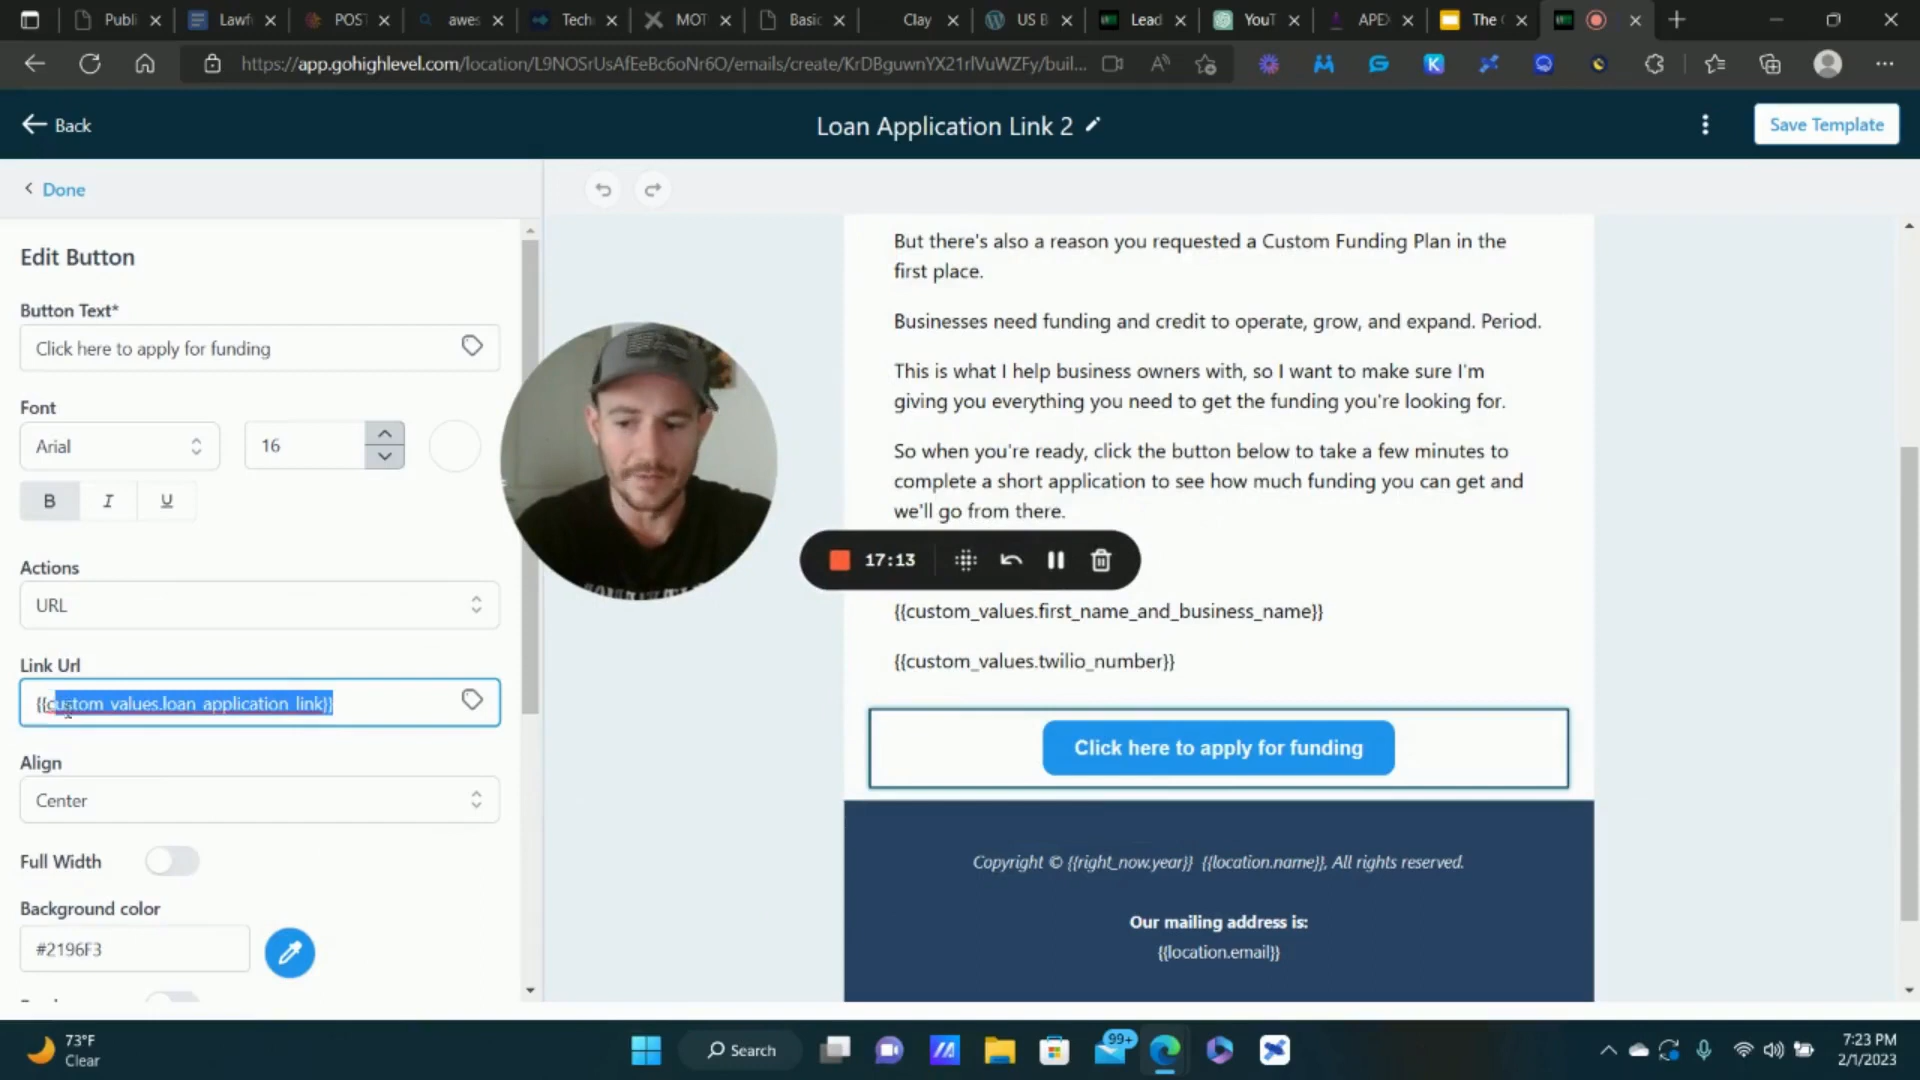 Publi
Lawf
POST
awes
Tech
MOT
Basic
Clay
US B
Lead
YouT
APEX
The
https://app.gohighlevel.com/location/L9NOSrUsAfEeBc6oNr6O/emails/create/KrDBguwnYX21rlVuWZFy/buil...
Back
Loan Application Link 2
Save Template
Done
Edit Button
Button Text*
Click here to apply for funding
Font
Arial
16
B I U
Actions
URL
Link Url
{{custom_values.loan_application_link}}
Align
Center
Full Width
Background color
#2196F3
But there's also a reason you requested a Custom Funding Plan in the
first place.
Businesses need funding and credit to operate, grow, and expand. Period.
This is what I help business owners with, so I want to make sure I'm
giving you everything you need to get the funding you're looking for.
So when you're ready, click the button below to take a few minutes to
complete a short application to see how much funding you can get and
we'll go from there.
17:13
{{custom_values.first_name_and_business_name}}
{{custom_values.twilio_number}}
Click here to apply for funding
Copyright © {{right_now.year}} {{location.name}}, All rights reserved.
Our mailing address is:
{{location.email}}
73°F
Clear
Search
99+
7:23 PM
2/1/2023